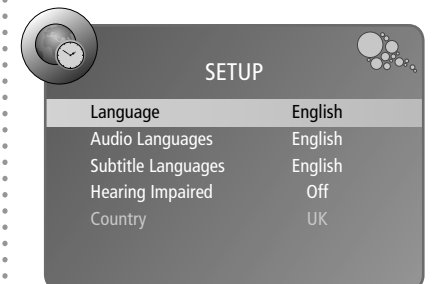 SETUP
Language English
Audio Languages English
Subtitle Languages English
Hearing Impaired Off
Country UK